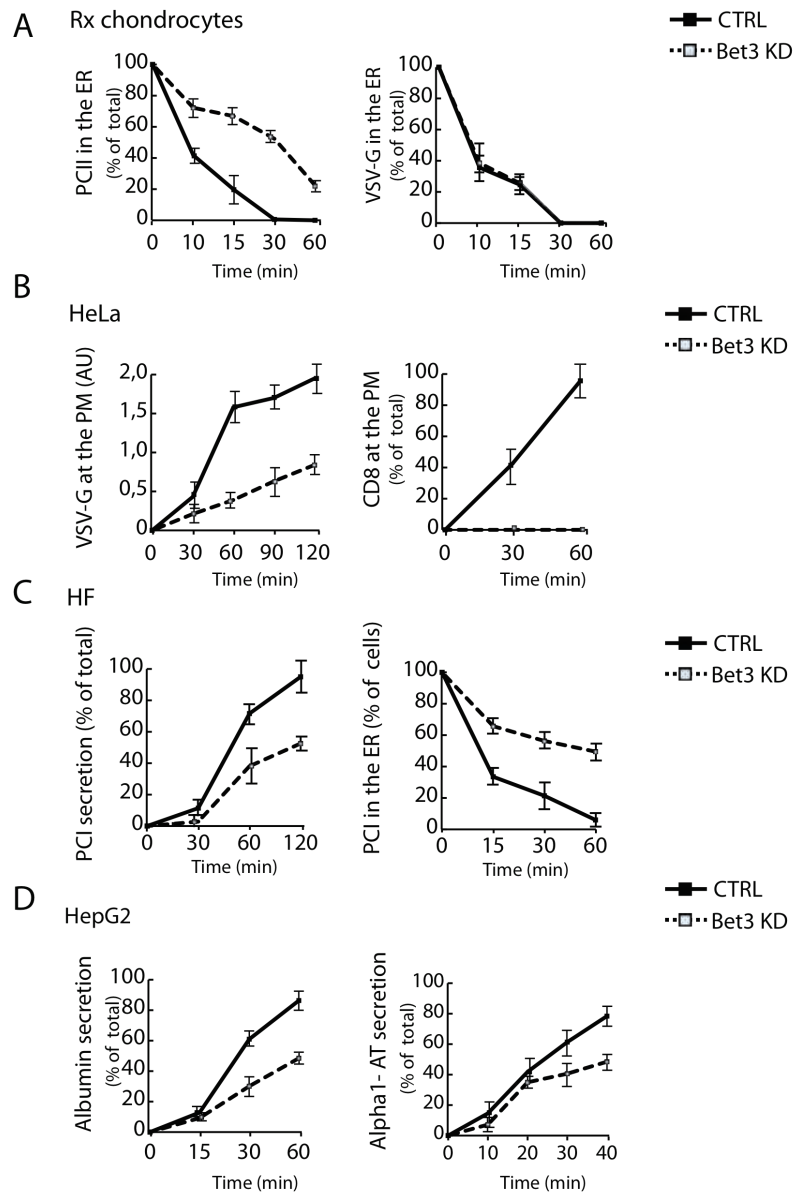 A
Rx chondrocytes
CTRL
Bet3 KD
PCII in the ER
(% of total)
100
80
60
40
20
0
0 10 15 30 60
Time (min)
VSV-G in the ER
(% of total)
100
80
60
40
20
0
0 10 15 30 60
Time (min)
B
HeLa
CTRL
Bet3 KD
VSV-G at the PM (AU)
2,0
1,5
1,0
0,5
0
0 30 60 90 120
Time (min)
CD8 at the PM
(% of total)
100
80
60
40
20
0
0 30 60
Time (min)
C
HF
CTRL
Bet3 KD
PCI secretion (% of total)
100
80
60
40
20
0
0 30 60 120
Time (min)
PCI in the ER (% of cells)
100
80
60
40
20
0
0 15 30 60
Time (min)
D
HepG2
CTRL
Bet3 KD
Albumin secretion
(% of total)
100
80
60
40
20
0
0 15 30 60
Time (min)
Alpha1- AT secretion
(% of total)
100
80
60
40
20
0
0 10 20 30 40
Time (min)